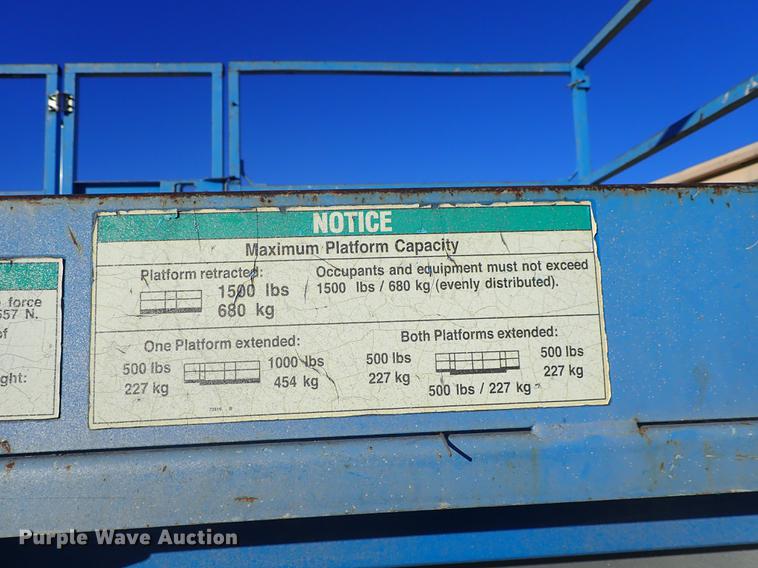 NOTICE
Maximum Platform Capacity
Platform retracted:
1500 lbs
680 kg
Occupants and equipment must not exceed
1500 lbs / 680 kg (evenly distributed).
One Platform extended:
500 lbs
227 kg
1000 lbs
454 kg
Both Platforms extended:
500 lbs
227 kg
500 lbs
227 kg
500 lbs / 227 kg
force
557 N.
of
ght:
Purple Wave Auction